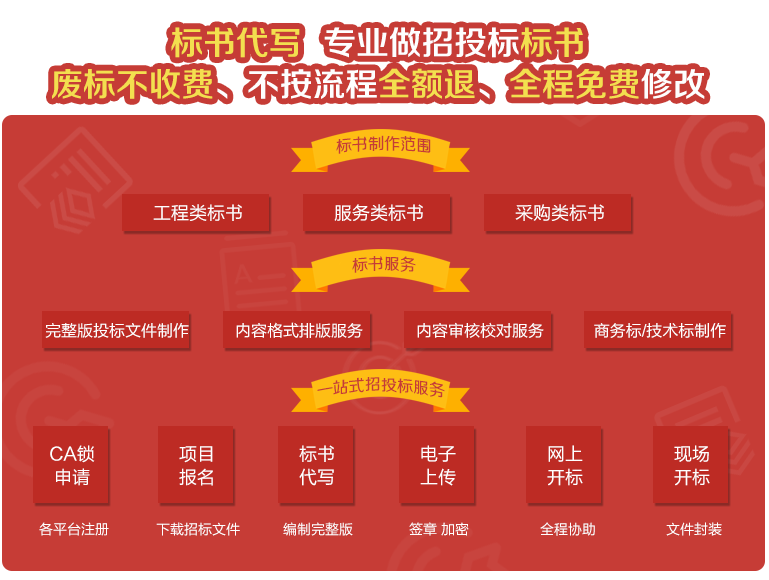 标书代写 专业做招投标标书
废标不收费、不按流程全额退、全程免费修改
标书制作范围
工程类标书 服务类标书 采购类标书
标书服务
完整版投标文件制作 内容格式排版服务 内容审核校对服务 商务标/技术标制作
一站式招投标服务
CA锁 项目 标书 电子 网上 现场
申请 报名 代写 上传 开标 开标
各平台注册 下载招标文件 编制完整版 签章 加密 全程协助 文件封装